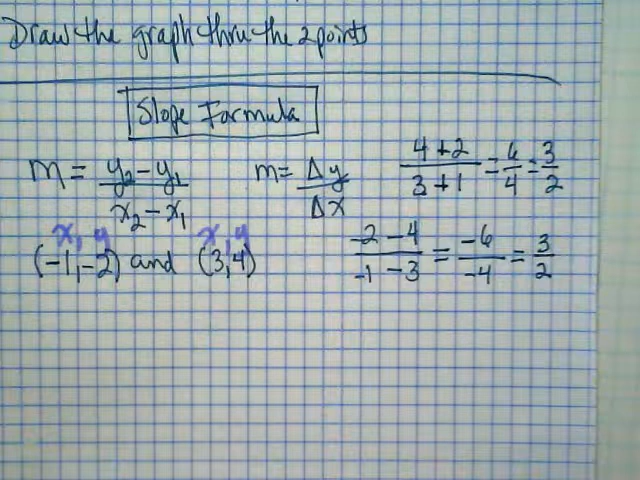 Draw the graph thru the 2 points
Slope Formula
m = y₂ - y₁ / x₂ - x₁
m = Δy / Δx
4 + 2 / 3 + 1 = 6/4 = 3/2
x, y x, y
(-1, -2) and (3, 4)
-2 - 4 / -1 - 3 = -6 / -4 = 3/2